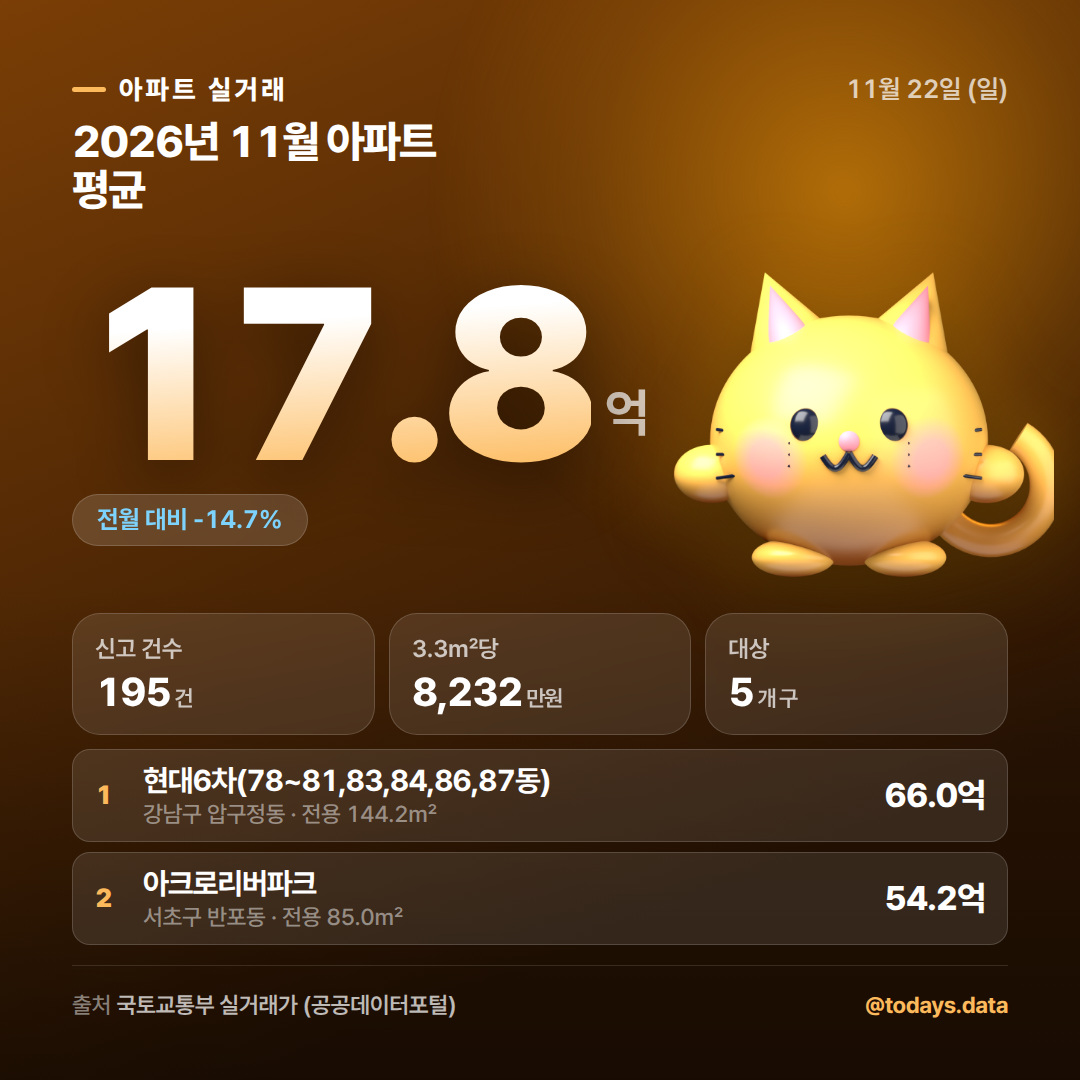 아파트 실거래
11월 22일 (일)
2026년 11월 아파트
평균
17.8 억
전월 대비 -14.7%
신고 건수
195 건
3.3m²당
8,232 만원
대상
5 개 구
1
현대6차(78~81,83,84,86,87동)
강남구 압구정동 · 전용 144.2m²
66.0억
2
아크로리버파크
서초구 반포동 · 전용 85.0m²
54.2억
출처 국토교통부 실거래가 (공공데이터포털)
@todays.data